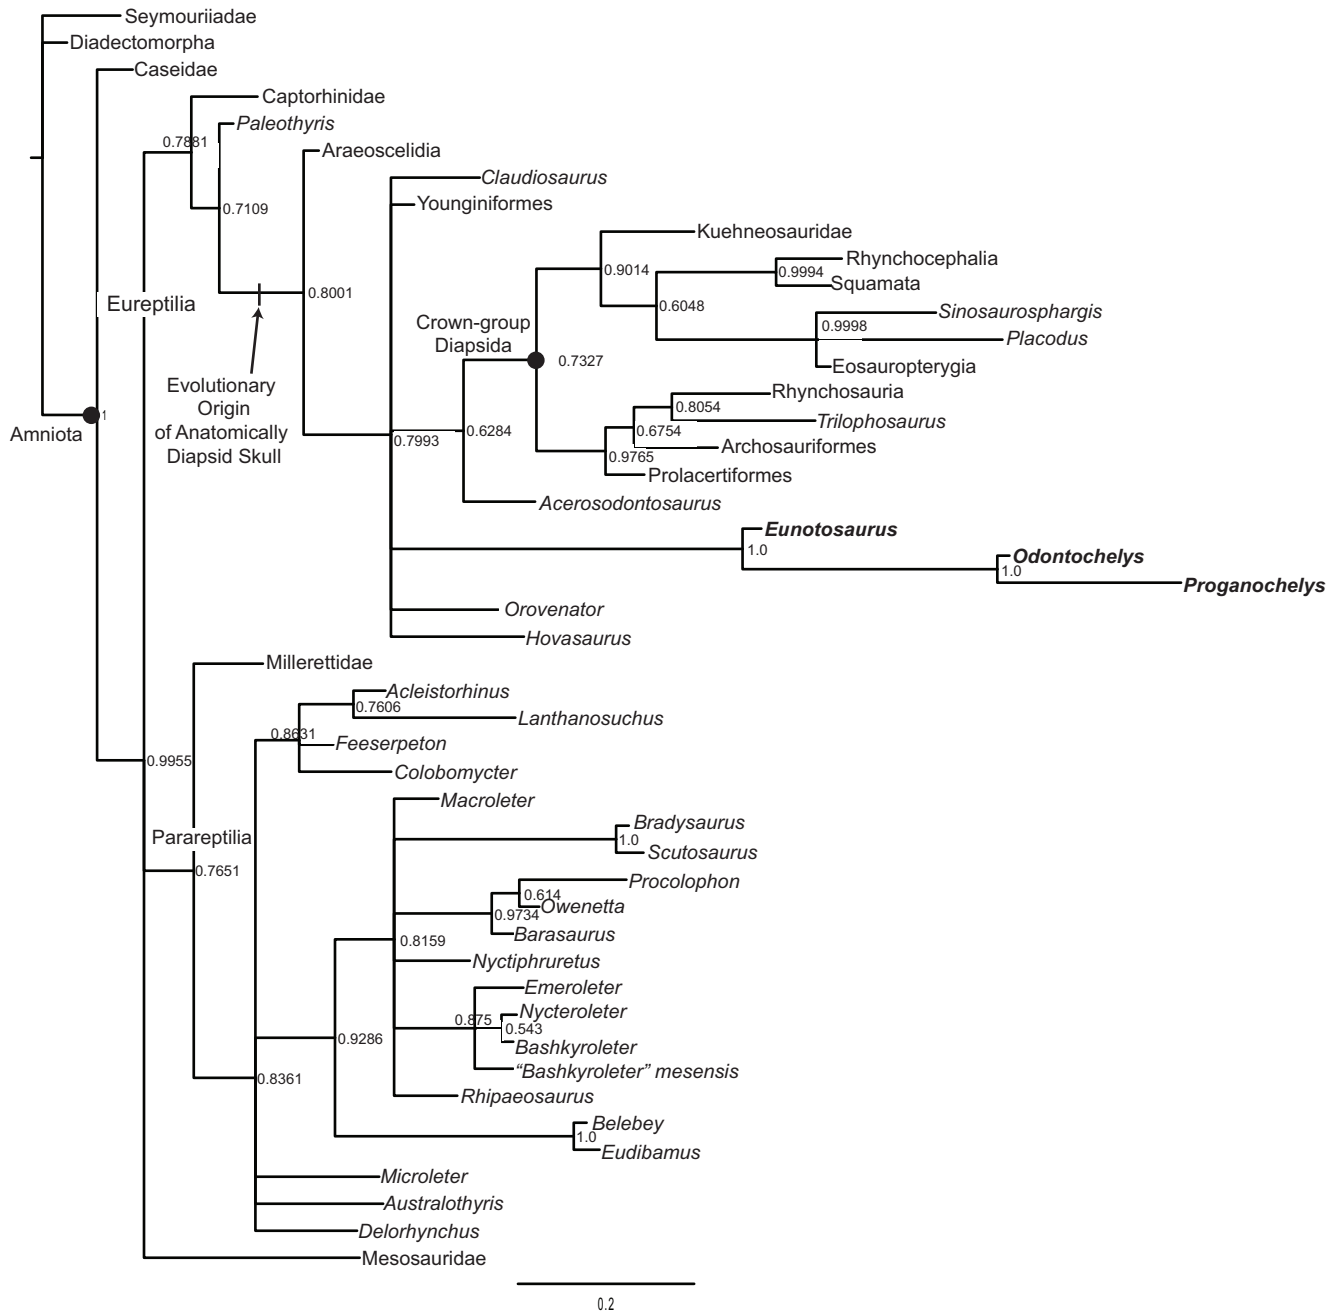 Seymouriiadae
Diadectomorpha
Caseidae
Captorhinidae
Paleothyris
0.7881
Araeoscelidia
Claudiosaurus
Younginiformes
0.7109
Kuehneosauridae
Rhynchocephalia
0.9014
0.9994
Squamata
0.8001
Eureptilia
0.6048
Sinosaurosphargis
Crown-group
Diapsida
0.9998
Placodus
0.7327
Eosauropterygia
Evolutionary
Origin
of Anatomically
Diapsid Skull
Rhynchosauria
0.8054
1
Amniota
Trilophosaurus
0.6284
0.6754
0.7993
Archosauriformes
0.9765
Prolacertiformes
Acerosodontosaurus
Eunotosaurus
1.0
Odontochelys
1.0
Proganochelys
Orovenator
Hovasaurus
Millerettidae
Acleistorhinus
0.7606
Lanthanosuchus
0.8631
Feeserpeton
0.9955
Colobomycter
Macroleter
Bradysaurus
Parareptilia
1.0
Scutosaurus
0.7651
Procolophon
0.614
Owenetta
0.9734
Barasaurus
0.8159
Nyctiphruretus
Emeroleter
Nycteroleter
0.875
0.543
0.9286
Bashkyroleter
“Bashkyroleter” mesensis
0.8361
Rhipaeosaurus
Belebey
1.0
Eudibamus
Microleter
Australothyris
Delorhynchus
Mesosauridae
0.2